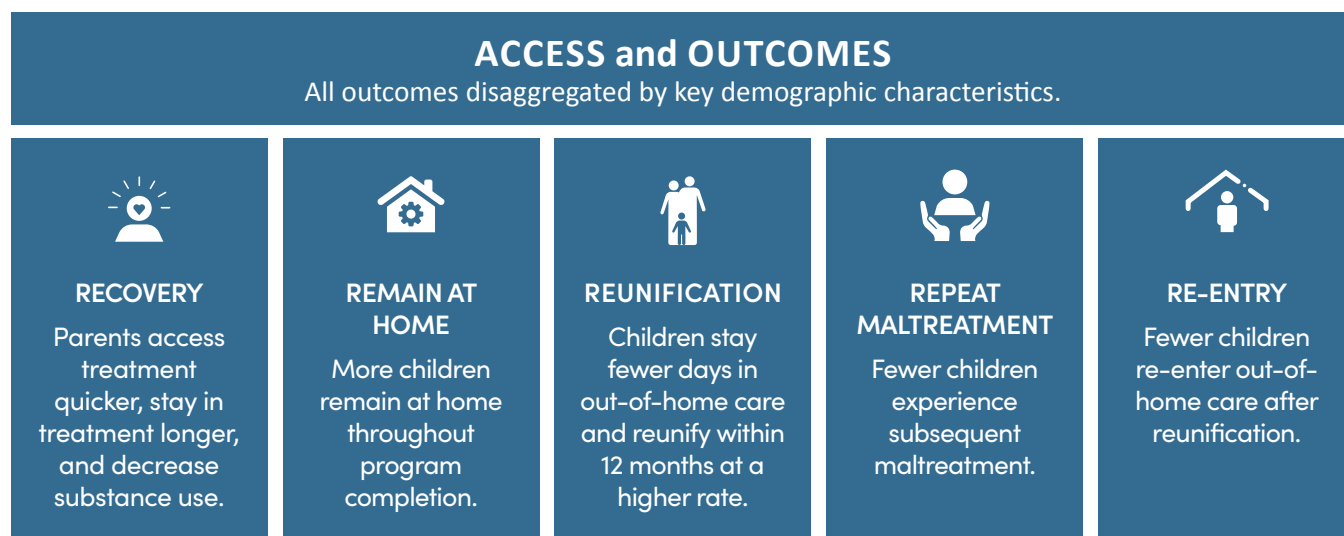 ACCESS and OUTCOMES
All outcomes disaggregated by key demographic characteristics.
RECOVERY
Parents access
treatment
quicker, stay in
treatment longer,
and decrease
substance use.
REMAIN AT
HOME
More children
remain at home
throughout
program
completion.
REUNIFICATION
Children stay
fewer days in
out-of-home care
and reunify within
12 months at a
higher rate.
REPEAT
MALTREATMENT
Fewer children
experience
subsequent
maltreatment.
RE-ENTRY
Fewer children
re-enter out-of-
home care after
reunification.